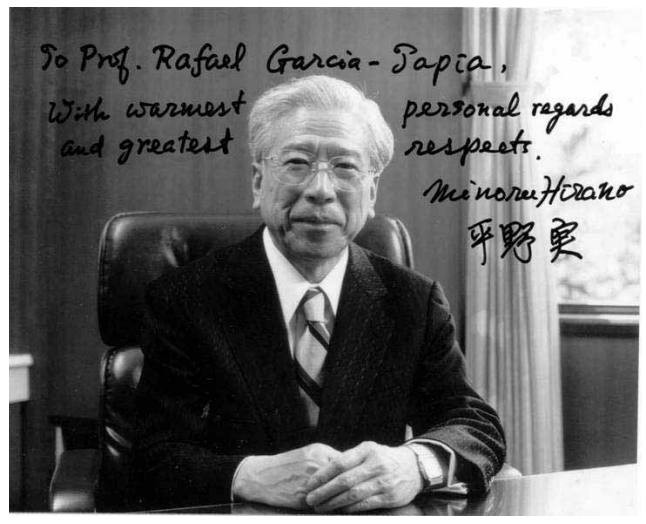 To Prof. Rafael Garcia-Tapia,
With warmest personal regards
and greatest respects.
Minoru Hirano
平野 実